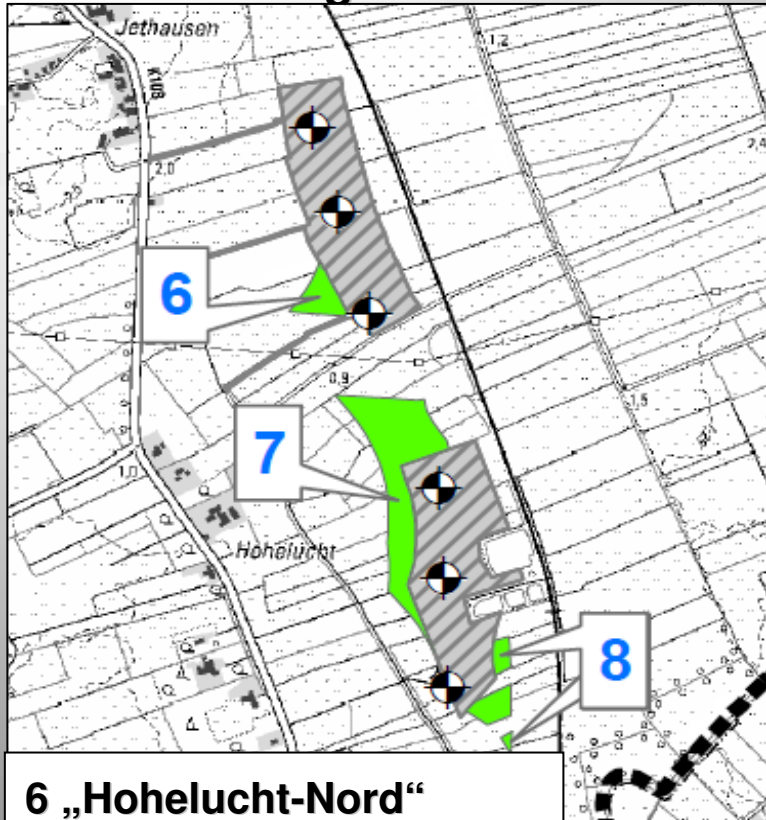 Jethausen
K108
1,2
2,0
2,4
6
0,9
1,5
7
1,0
Hohelucht
8
6 „Hohelucht-Nord“